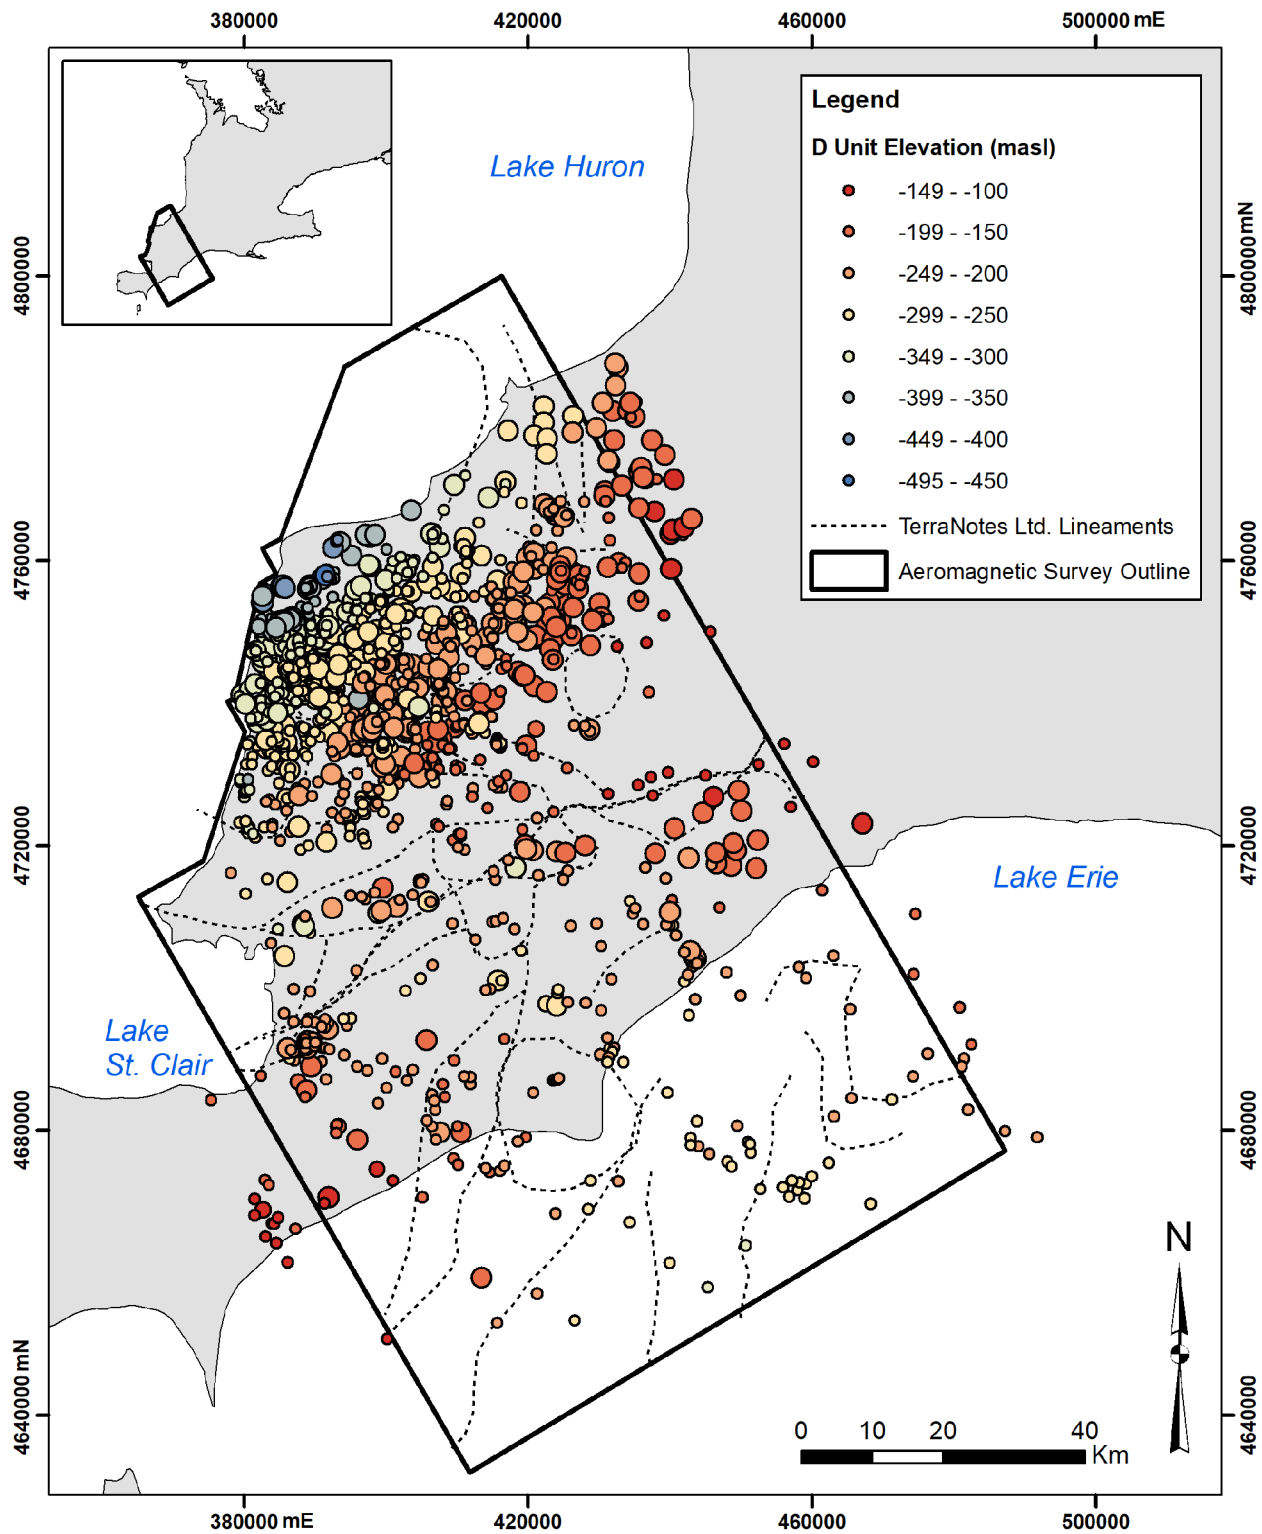 380000
420000
460000
500000 mE
Legend
D Unit Elevation (masl)
-149 - -100
-199 - -150
-249 - -200
-299 - -250
-349 - -300
-399 - -350
-449 - -400
-495 - -450
TerraNotes Ltd. Lineaments
Aeromagnetic Survey Outline
Lake Huron
Lake Erie
Lake
St. Clair
4800000
4760000
4720000
4680000
4640000 mN
4800000 mN
4760000
4720000
4680000
4640000
N
0
10
20
40
Km
380000 mE
420000
460000
500000